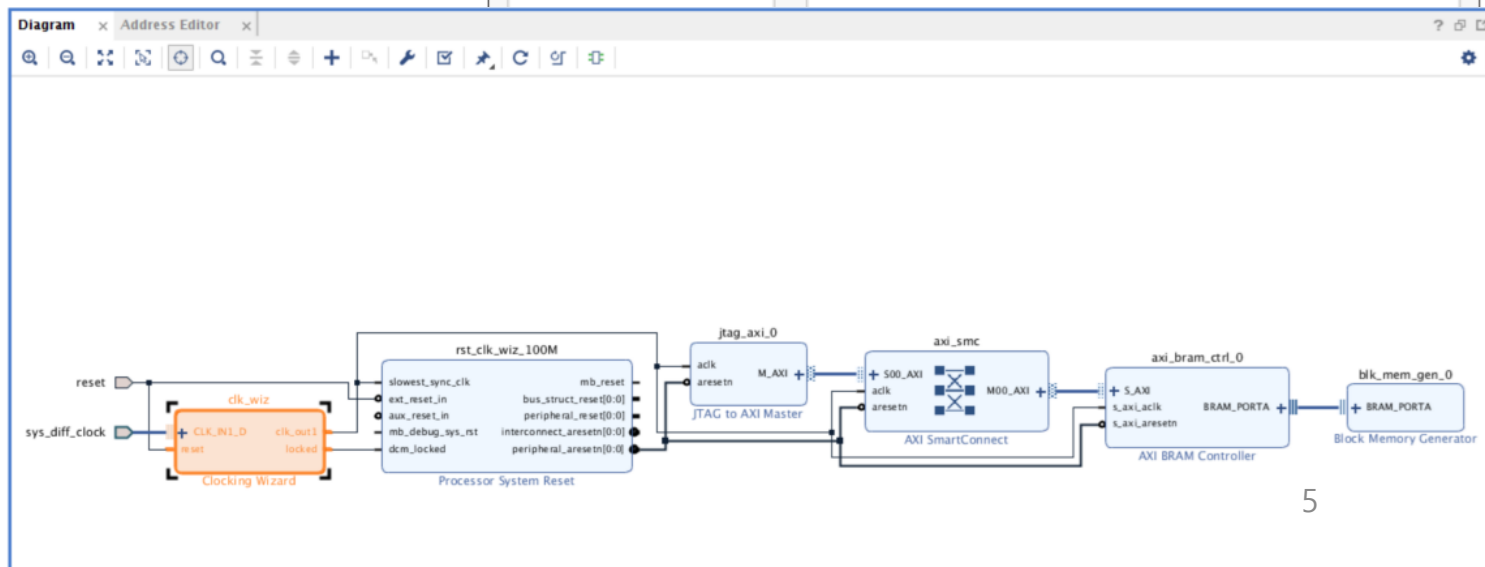 Diagram
Address Editor
reset
sys_diff_clock
clk_wiz
CLK_IN1_D
reset
clk_out1
locked
Clocking Wizard
rst_clk_wiz_100M
slowest_sync_clk
ext_reset_in
aux_reset_in
mb_debug_sys_rst
dcm_locked
mb_reset
bus_struct_reset[0:0]
peripheral_reset[0:0]
interconnect_aresetn[0:0]
peripheral_aresetn[0:0]
Processor System Reset
jtag_axi_0
aclk
aresetn
M_AXI
JTAG to AXI Master
axi_smc
S00_AXI
aclk
aresetn
M00_AXI
AXI SmartConnect
axi_bram_ctrl_0
S_AXI
s_axi_aclk
s_axi_aresetn
BRAM_PORTA
AXI BRAM Controller
blk_mem_gen_0
BRAM_PORTA
Block Memory Generator
5